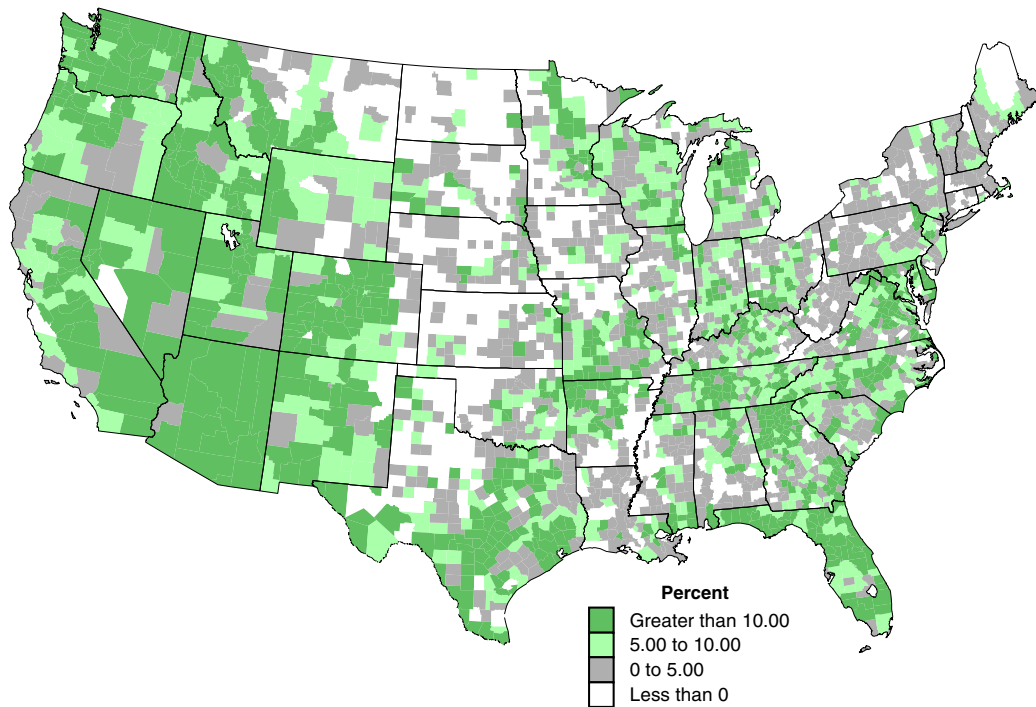 Percent
Greater than 10.00
5.00 to 10.00
0 to 5.00
Less than 0